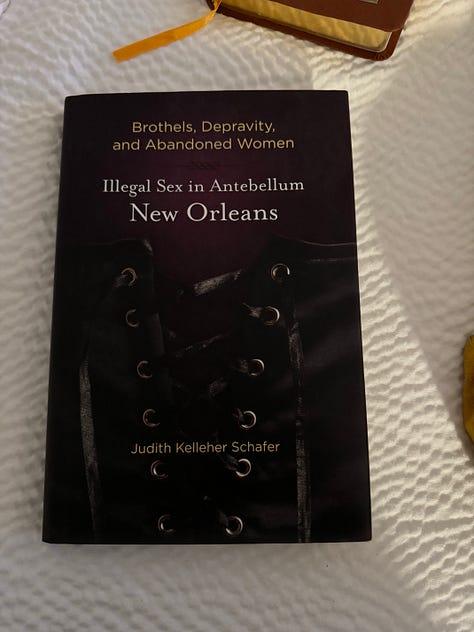 Brothels, Depravity,
and Abandoned Women
Illegal Sex in Antebellum
New Orleans
Judith Kelleher Schafer